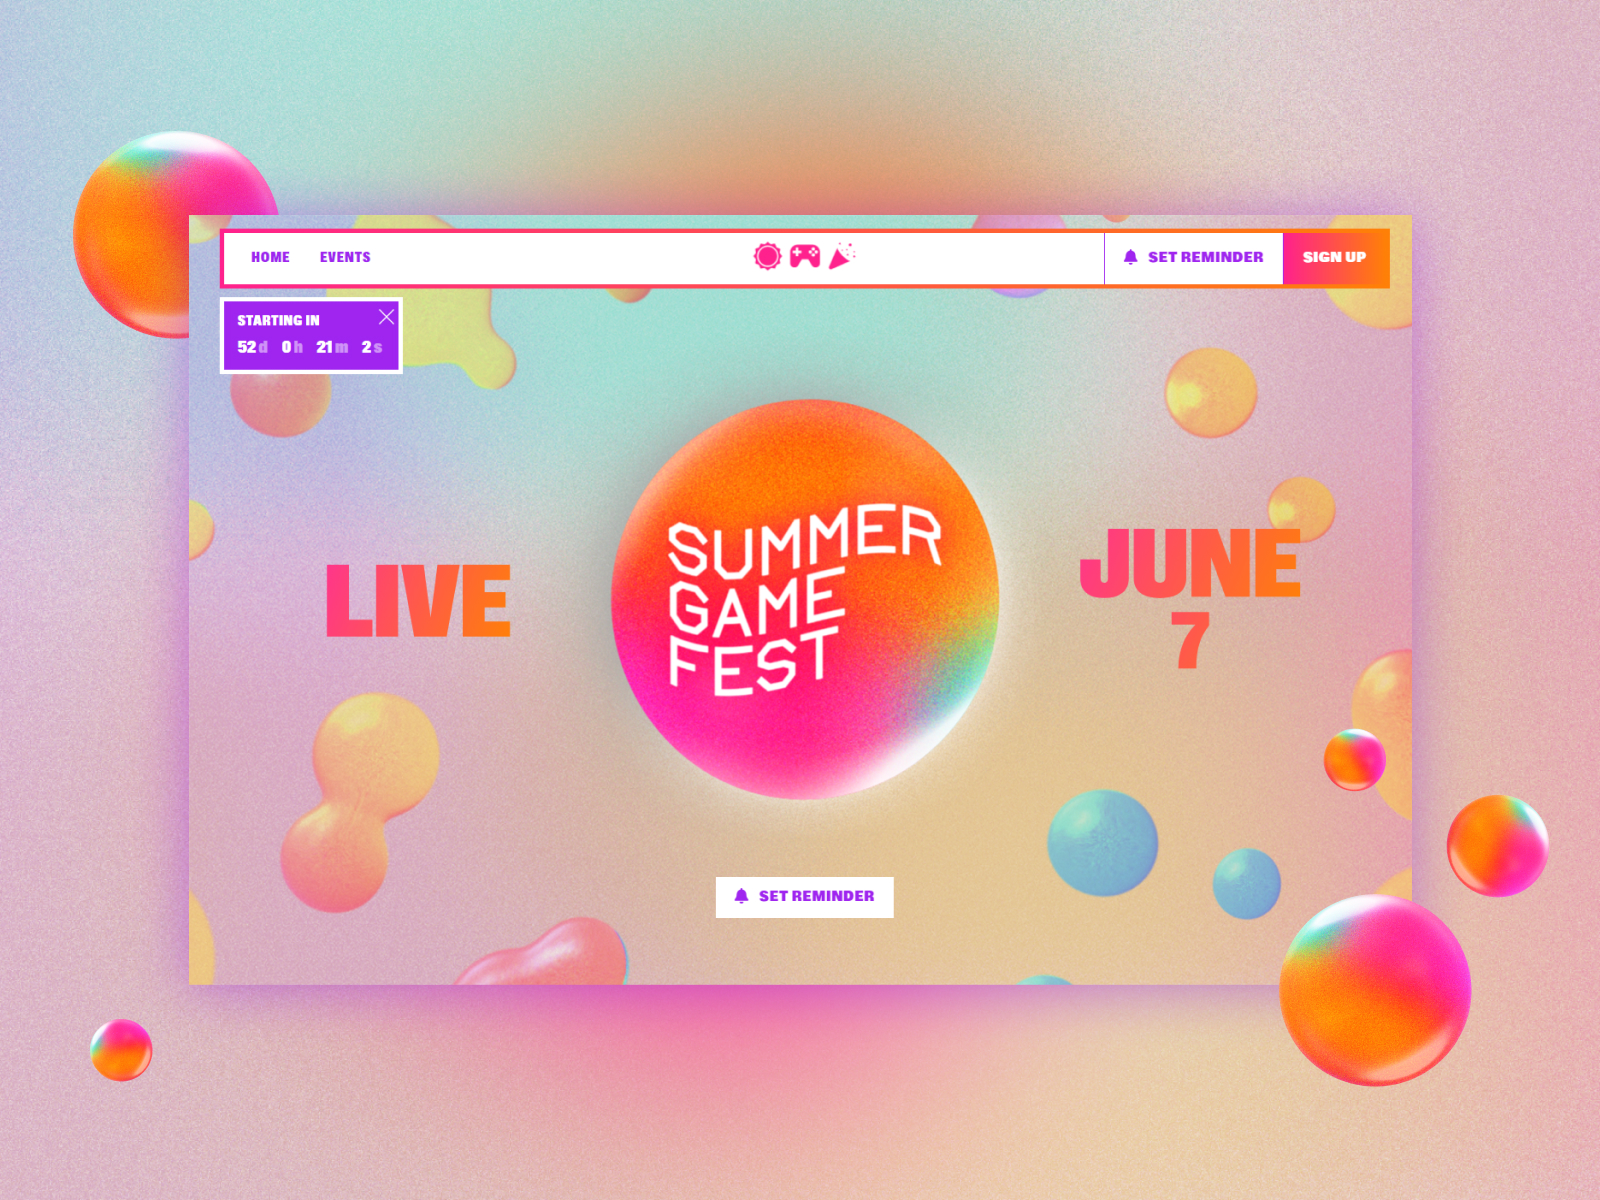 HOME EVENTS SET REMINDER SIGN UP
STARTING IN
52d 0h 21m 2s
LIVE
SUMMER
GAME
FEST
JUNE
7
SET REMINDER